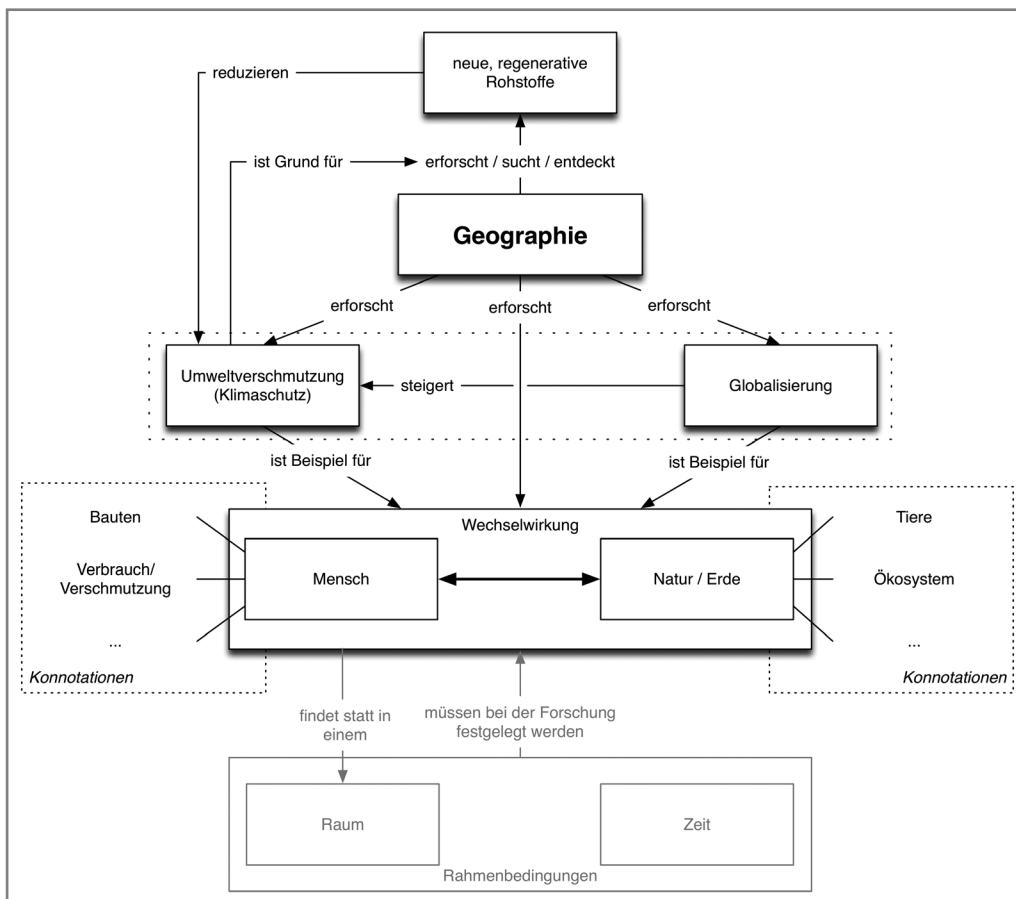 neue, regenerative
Rohstoffe
reduzieren
ist Grund für
erforscht / sucht / entdeckt
Geographie
erforscht
erforscht
erforscht
Umweltverschmutzung
(Klimaschutz)
steigert
Globalisierung
ist Beispiel für
ist Beispiel für
Bauten
Verbrauch/
Verschmutzung
...
Konnotationen
Wechselwirkung
Mensch
Natur / Erde
Tiere
Ökosystem
...
Konnotationen
findet statt in
einem
müssen bei der Forschung
festgelegt werden
Raum
Zeit
Rahmenbedingungen